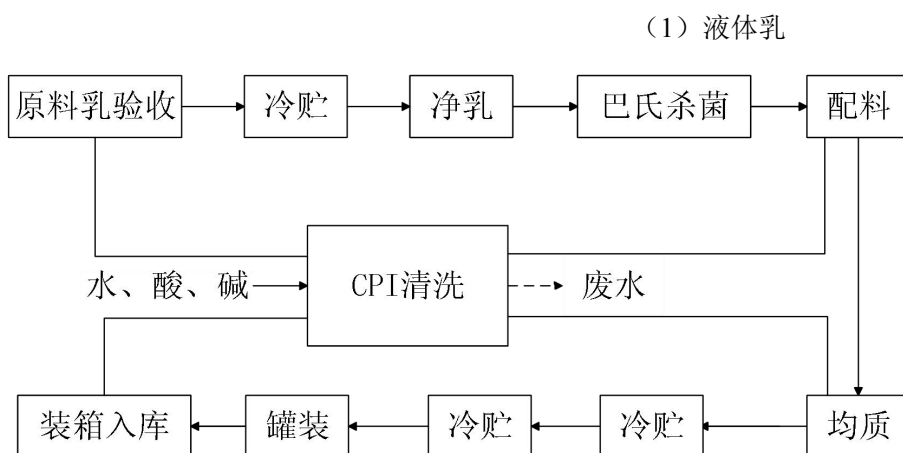 （1）液体乳
原料乳验收 冷贮 净乳 巴氏杀菌 配料
水、酸、碱 CPI清洗 废水
装箱入库 罐装 冷贮 冷贮 均质